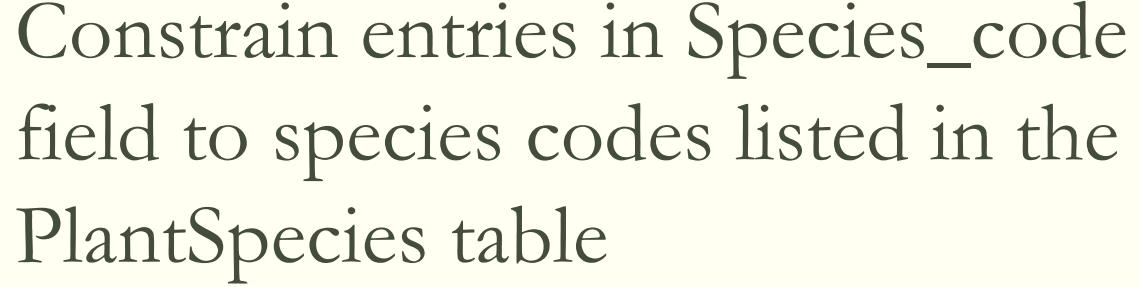 Constrain entries in Species_code
field to species codes listed in the
PlantSpecies table